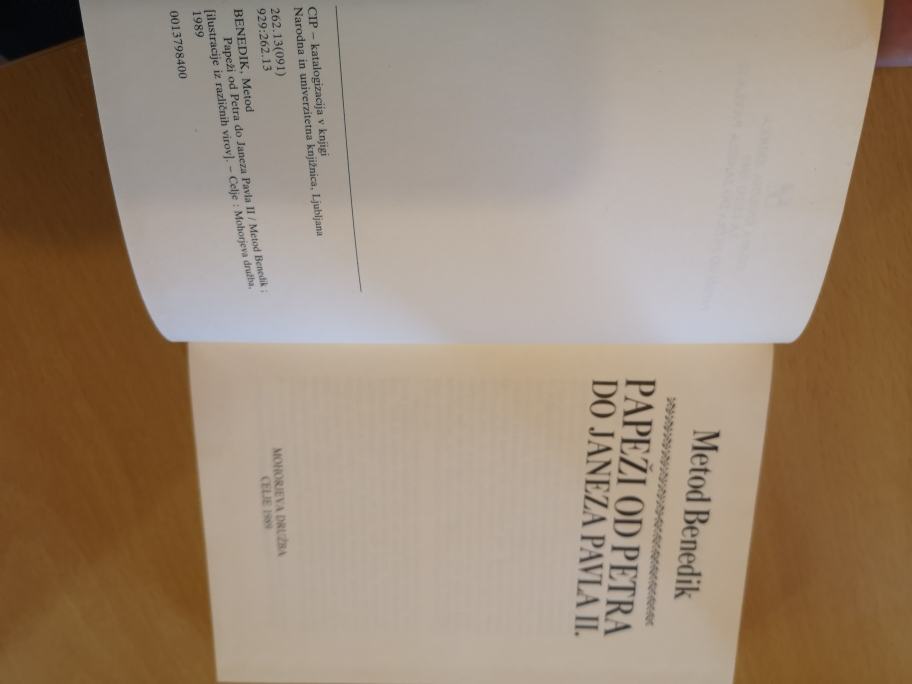 CIP – katalogizacija v knjigi
Narodna in univerzitetna knjižnica, Ljubljana
262.13(091)
929:262.13
BENEDIK, Metod
Papeži od Petra do Janeza Pavla II / Metod Benedik ;
[ilustracije iz različnih virov]. – Celje : Mohorjeva družba,
1989
0013798400
Metod Benedik
PAPEŽI OD PETRA
DO JANEZA PAVLA II.
MOHORJEVA DRUŽBA
CELJE 1989